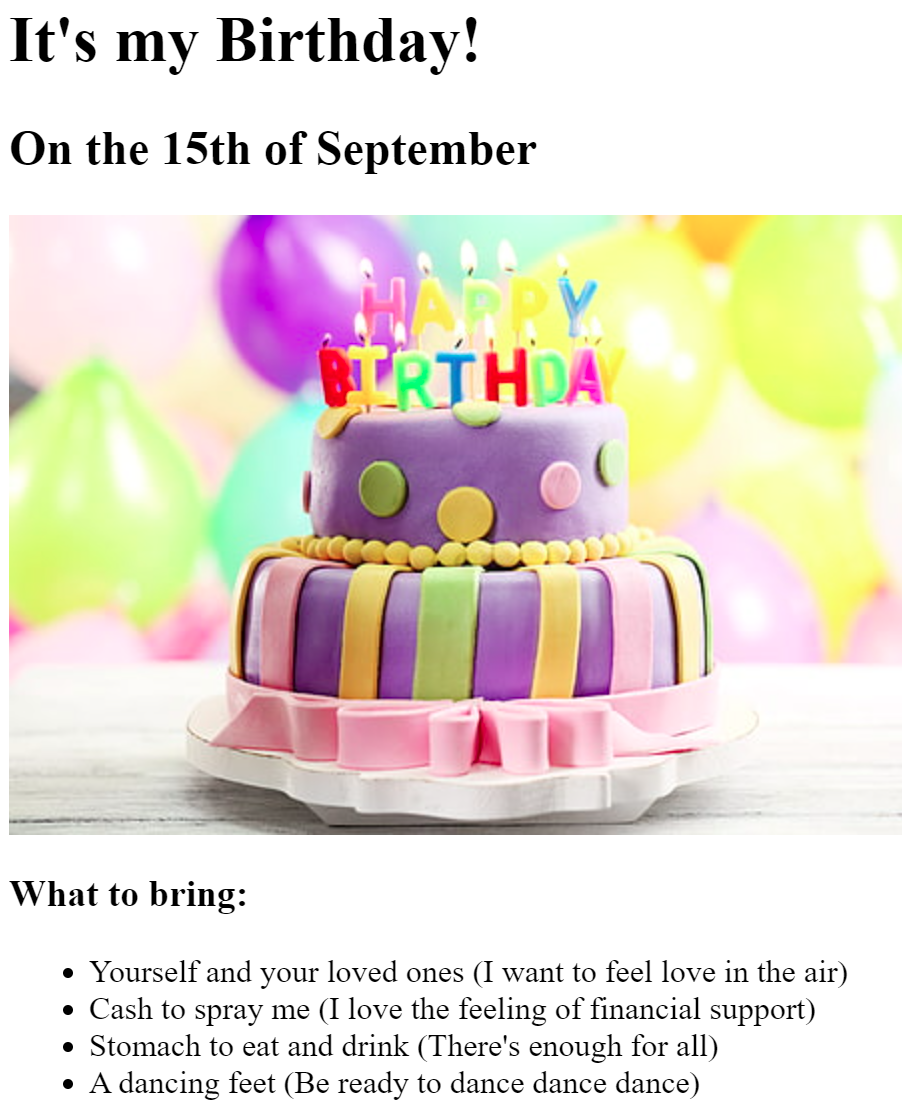 It's my Birthday!
On the 15th of September
HAPPY
BIRTHDAY
What to bring:
Yourself and your loved ones (I want to feel love in the air)
Cash to spray me (I love the feeling of financial support)
Stomach to eat and drink (There's enough for all)
A dancing feet (Be ready to dance dance dance)